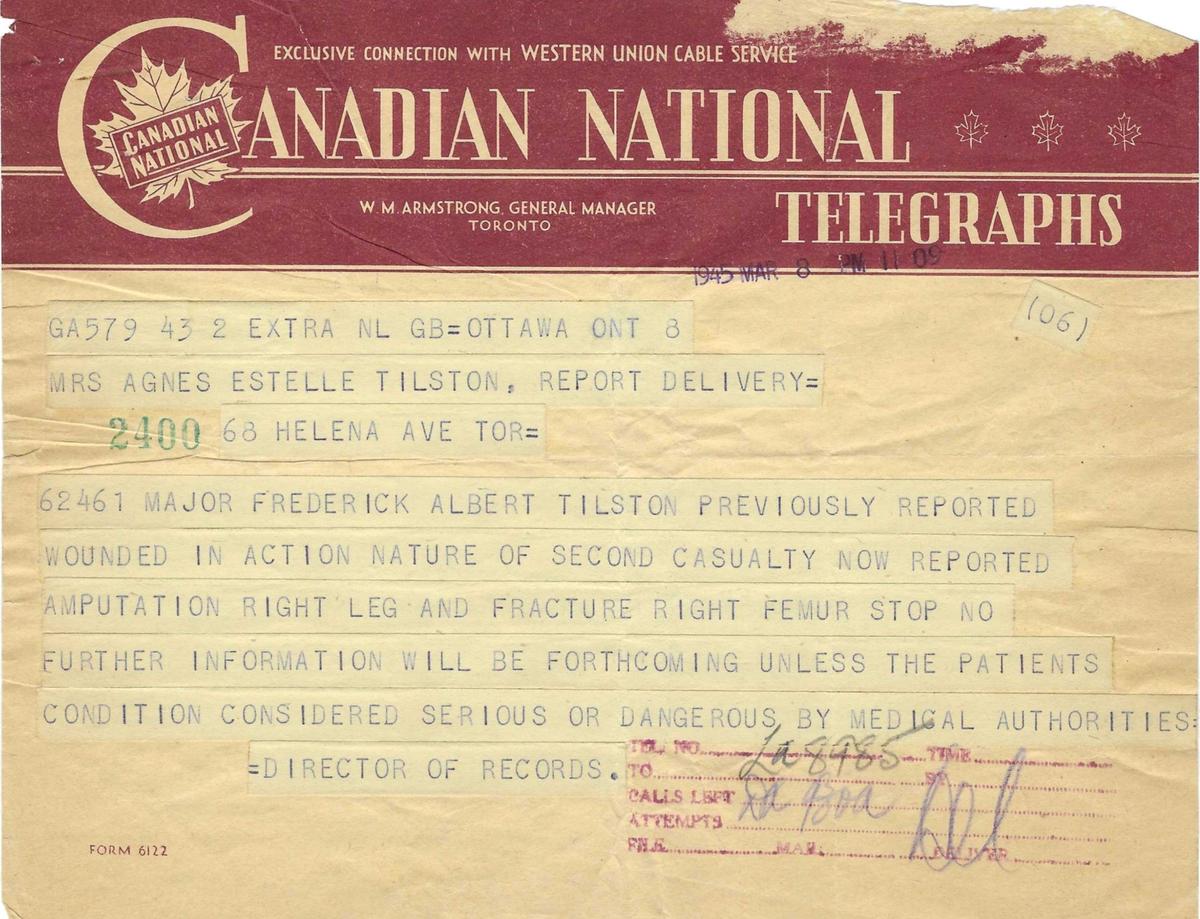 EXCLUSIVE CONNECTION WITH WESTERN UNION CABLE SERVICE
CANADIAN NATIONAL
CANADIAN NATIONAL
TELEGRAPHS
W. M. ARMSTRONG, GENERAL MANAGER
TORONTO
1945 MAR 8 PM 11 09
(06)
GA579 43 2 EXTRA NL GB=OTTAWA ONT 8
MRS AGNES ESTELLE TILSTON, REPORT DELIVERY=
2400 68 HELENA AVE TOR=
62461 MAJOR FREDERICK ALBERT TILSTON PREVIOUSLY REPORTED
WOUNDED IN ACTION NATURE OF SECOND CASUALTY NOW REPORTED
AMPUTATION RIGHT LEG AND FRACTURE RIGHT FEMUR STOP NO
FURTHER INFORMATION WILL BE FORTHCOMING UNLESS THE PATIENTS
CONDITION CONSIDERED SERIOUS OR DANGEROUS BY MEDICAL AUTHORITIES=
=DIRECTOR OF RECORDS.
TEL. NO. La 8985 TIME
TO
CALLS LEFT
ATTEMPTS
FILE MAIL DELIVER
FORM 6122